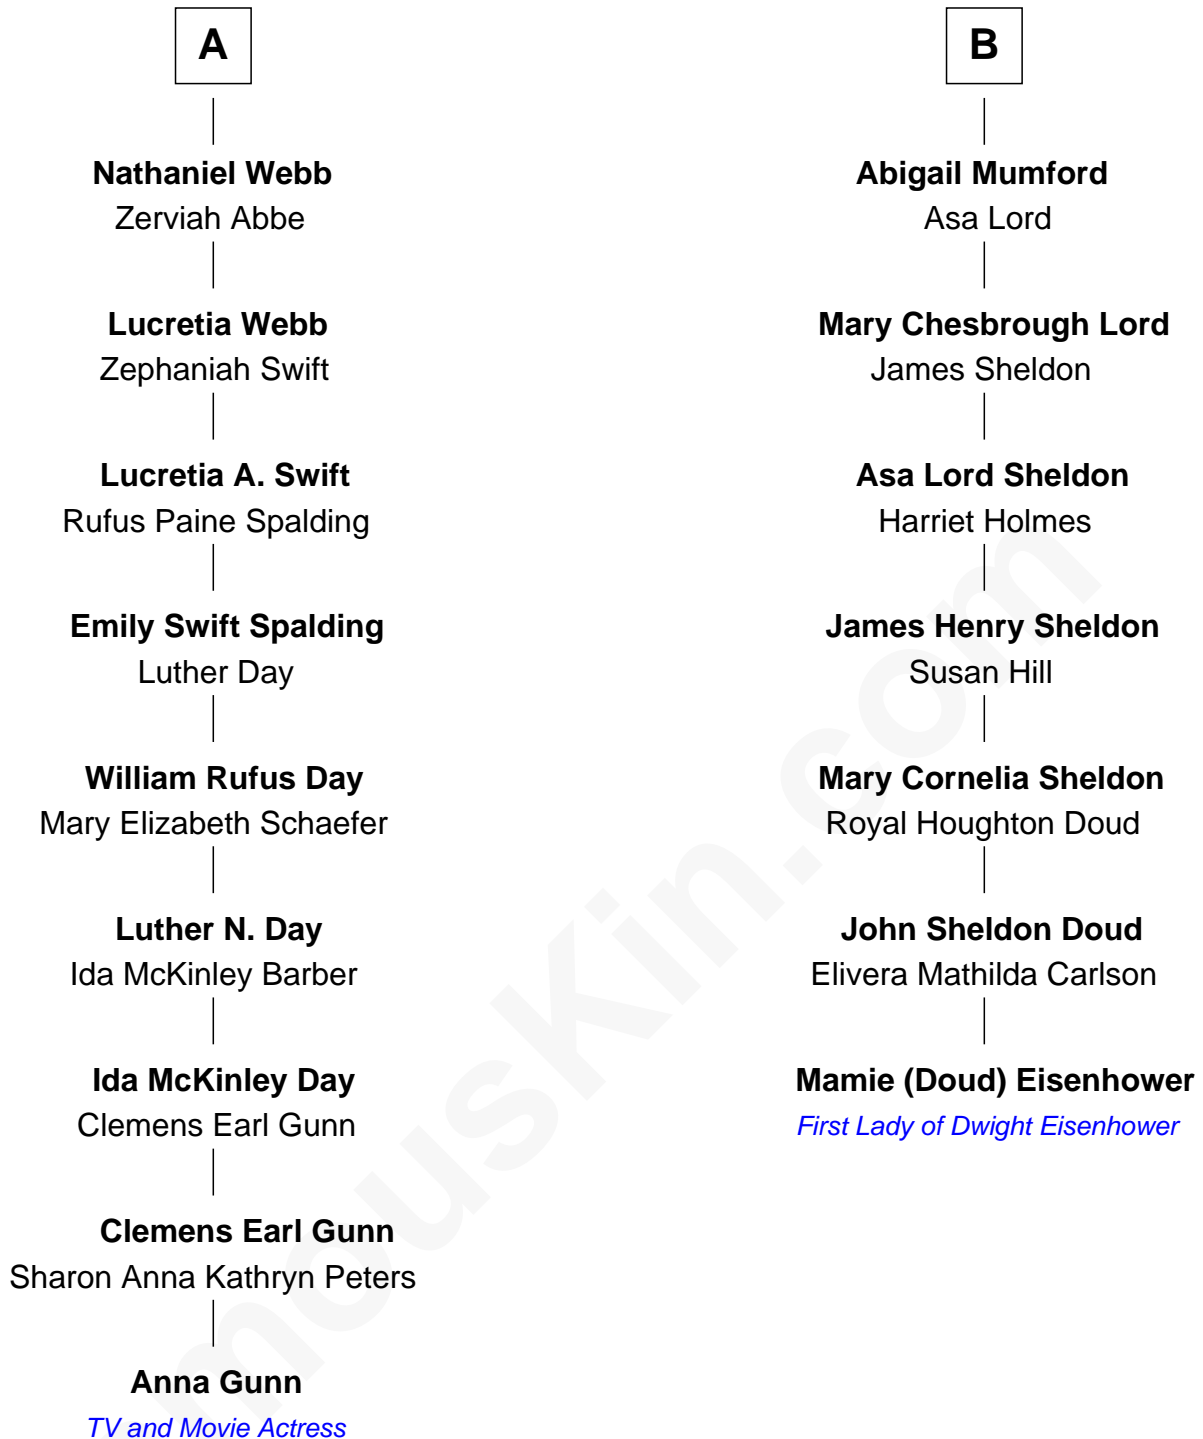 A
Nathaniel Webb
Zerviah Abbe
Lucretia Webb
Zephaniah Swift
Lucretia A. Swift
Rufus Paine Spalding
Emily Swift Spalding
Luther Day
William Rufus Day
Mary Elizabeth Schaefer
Luther N. Day
Ida McKinley Barber
Ida McKinley Day
Clemens Earl Gunn
Clemens Earl Gunn
Sharon Anna Kathryn Peters
Anna Gunn
TV and Movie Actress
B
Abigail Mumford
Asa Lord
Mary Chesbrough Lord
James Sheldon
Asa Lord Sheldon
Harriet Holmes
James Henry Sheldon
Susan Hill
Mary Cornelia Sheldon
Royal Houghton Doud
John Sheldon Doud
Elivera Mathilda Carlson
Mamie (Doud) Eisenhower
First Lady of Dwight Eisenhower
mousKin.com